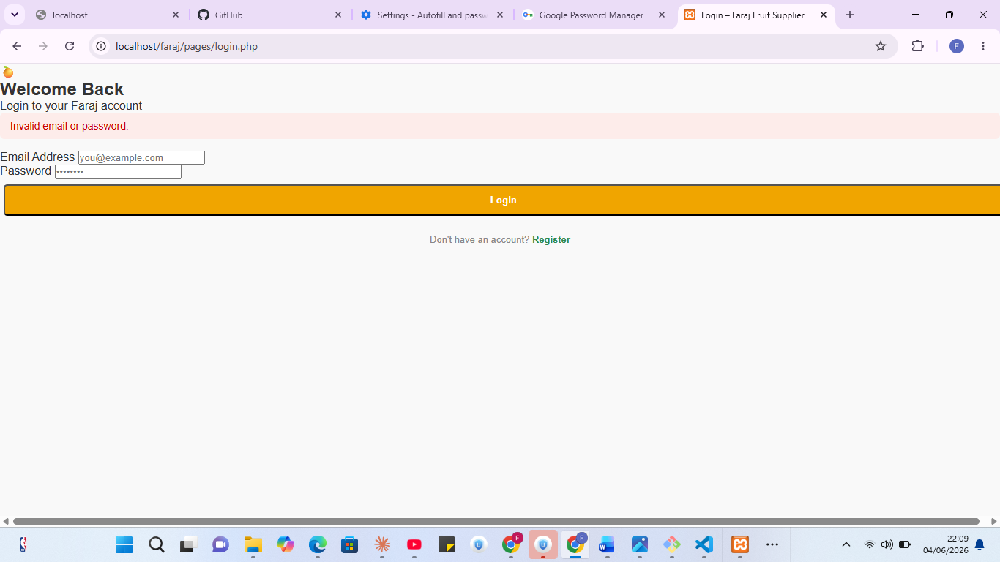 localhost
GitHub
Settings - Autofill and passw
Google Password Manager
Login – Faraj Fruit Supplier
localhost/faraj/pages/login.php
F
Welcome Back
Login to your Faraj account
Invalid email or password.
Email Address you@example.com
Password ••••••••
Login
Don't have an account? Register
F
F
22:09
04/06/2026